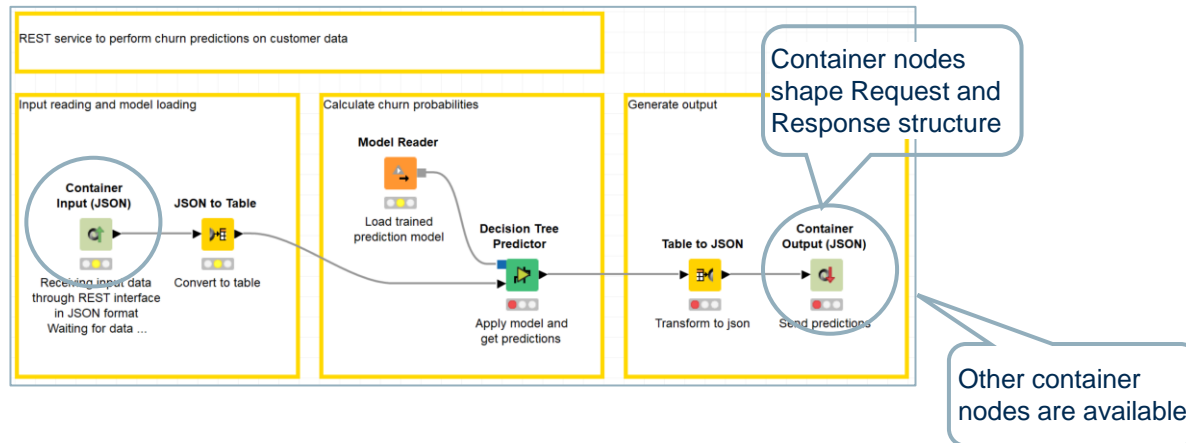 REST service to perform churn predictions on customer data
Container nodes
shape Request and
Response structure
Input reading and model loading
Calculate churn probabilities
Generate output
Model Reader
Load trained
prediction model
Container
Input (JSON)
JSON to Table
Receiving input data
through REST interface
in JSON format
Waiting for data ...
Convert to table
Decision Tree
Predictor
Apply model and
get predictions
Table to JSON
Transform to json
Container
Output (JSON)
Send predictions
Other container
nodes are available